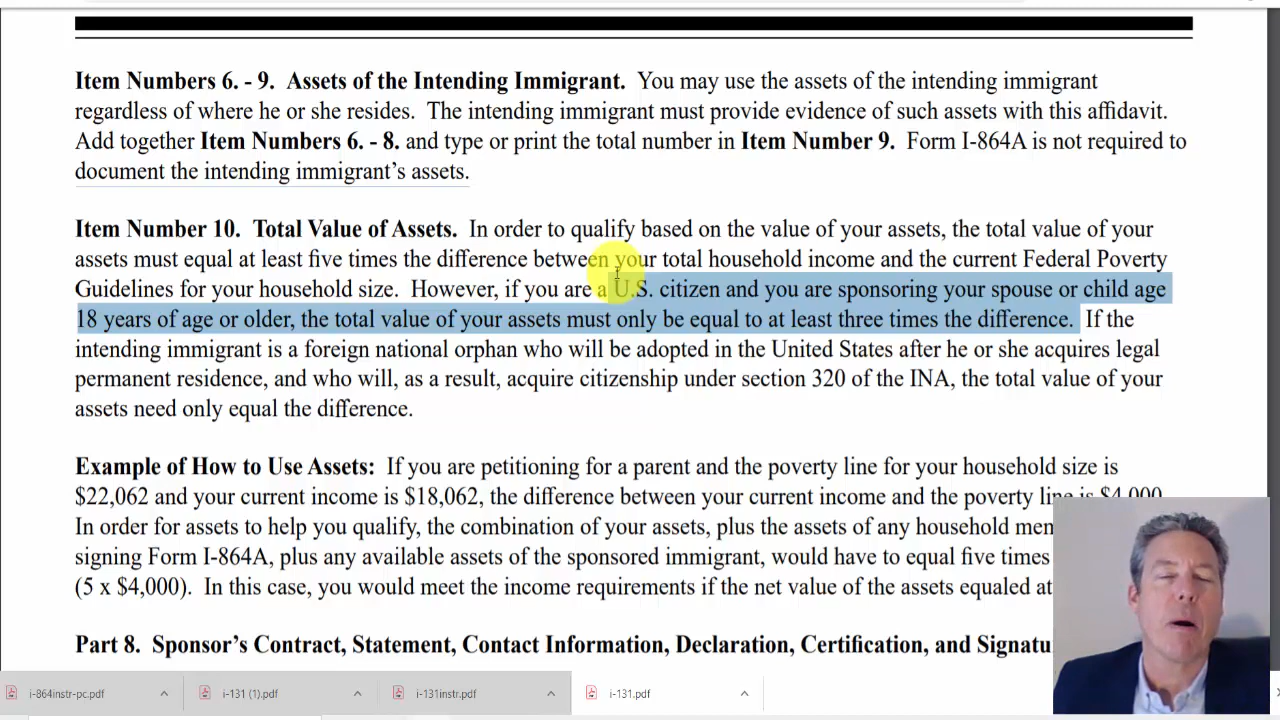 Item Numbers 6. - 9. Assets of the Intending Immigrant. You may use the assets of the intending immigrant
regardless of where he or she resides. The intending immigrant must provide evidence of such assets with this affidavit.
Add together Item Numbers 6. - 8. and type or print the total number in Item Number 9. Form I-864A is not required to
document the intending immigrant's assets.
Item Number 10. Total Value of Assets. In order to qualify based on the value of your assets, the total value of your
assets must equal at least five times the difference between your total household income and the current Federal Poverty
Guidelines for your household size. However, if you are a U.S. citizen and you are sponsoring your spouse or child age
18 years of age or older, the total value of your assets must only be equal to at least three times the difference. If the
intending immigrant is a foreign national orphan who will be adopted in the United States after he or she acquires legal
permanent residence, and who will, as a result, acquire citizenship under section 320 of the INA, the total value of your
assets need only equal the difference.
Example of How to Use Assets: If you are petitioning for a parent and the poverty line for your household size is
$22,062 and your current income is $18,062, the difference between your current income and the poverty line is $4,000.
In order for assets to help you qualify, the combination of your assets, plus the assets of any household
signing Form I-864A, plus any available assets of the sponsored immigrant, would have to equal five times
(5 x $4,000). In this case, you would meet the income requirements if the net value of the assets equaled at
Part 8. Sponsor's Contract, Statement, Contact Information, Declaration, Certification, and
i-864instr-pc.pdf
i-131 (1).pdf
i-131instr.pdf
i-131.pdf